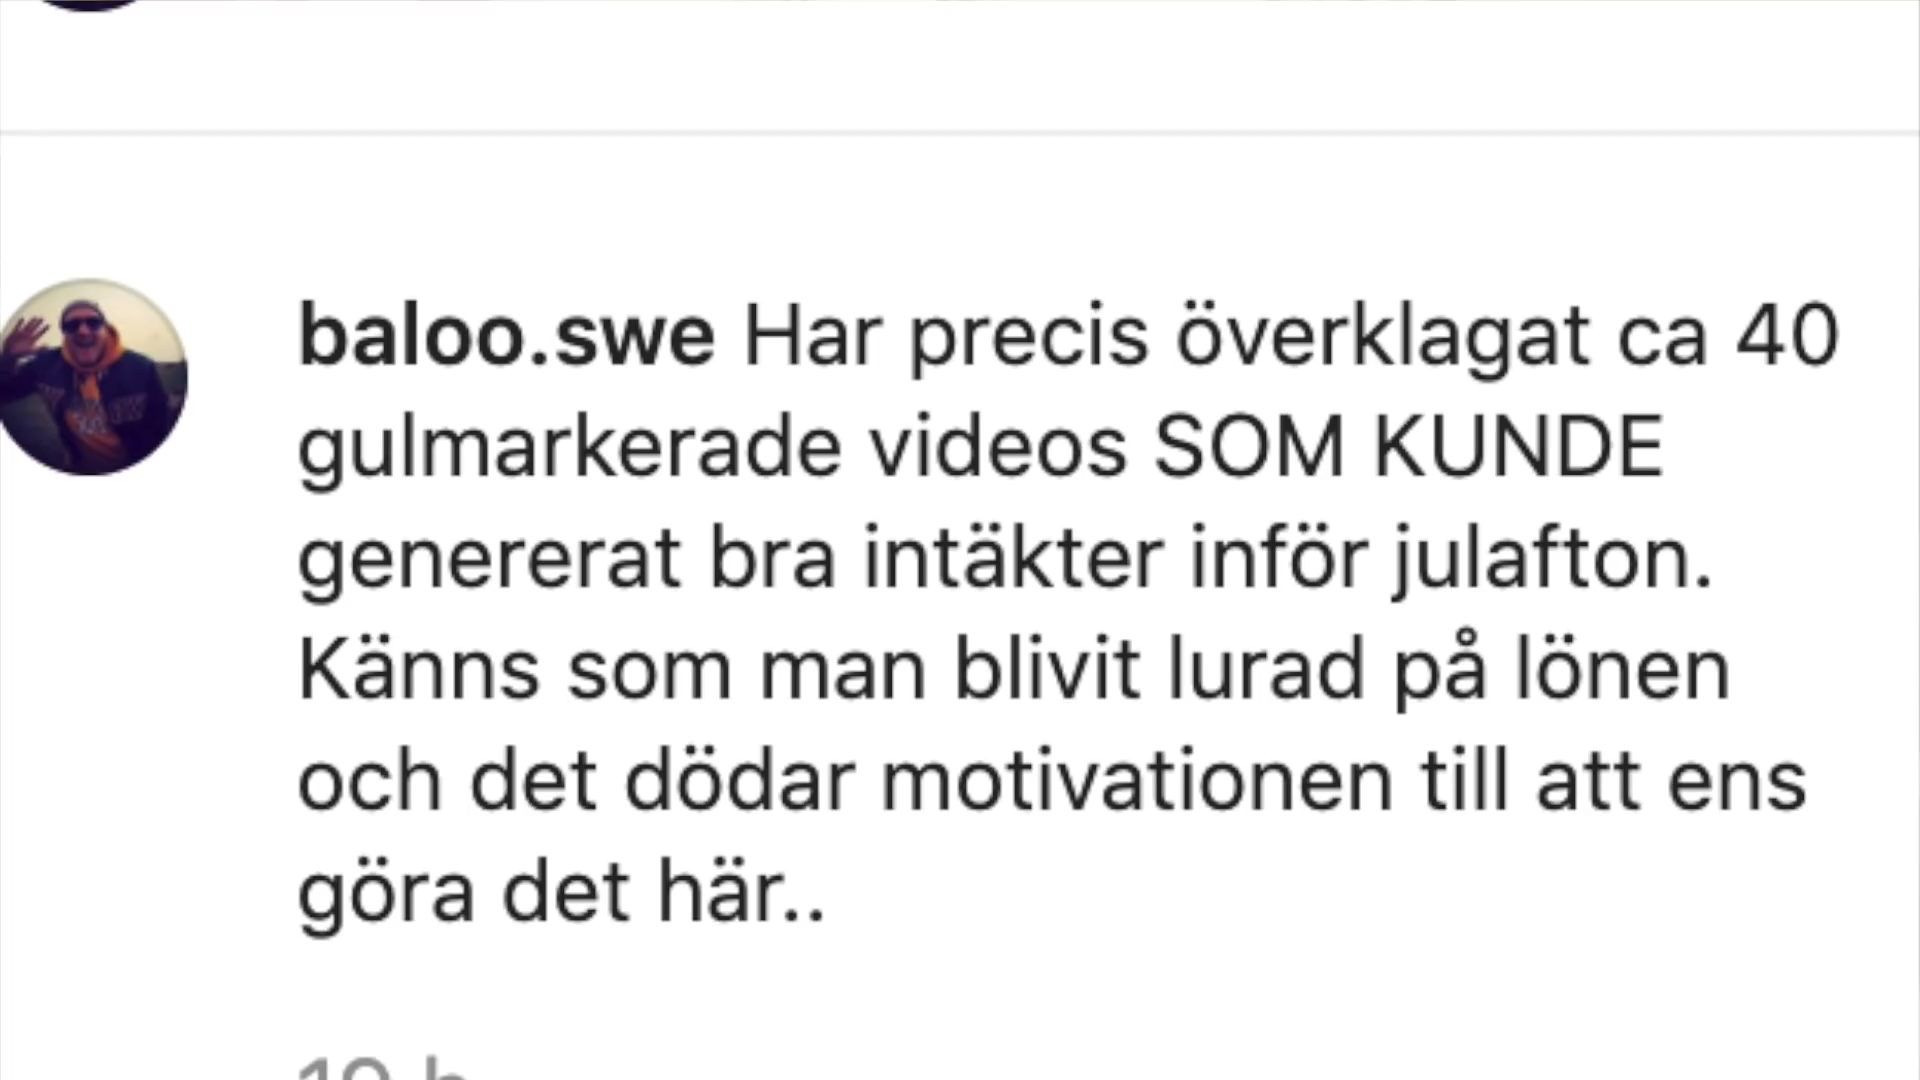 baloo.swe Har precis överklagat ca 40
gulmarkerade videos SOM KUNDE
genererat bra intäkter inför julafton.
Känns som man blivit lurad på lönen
och det dödar motivationen till att ens
göra det här..